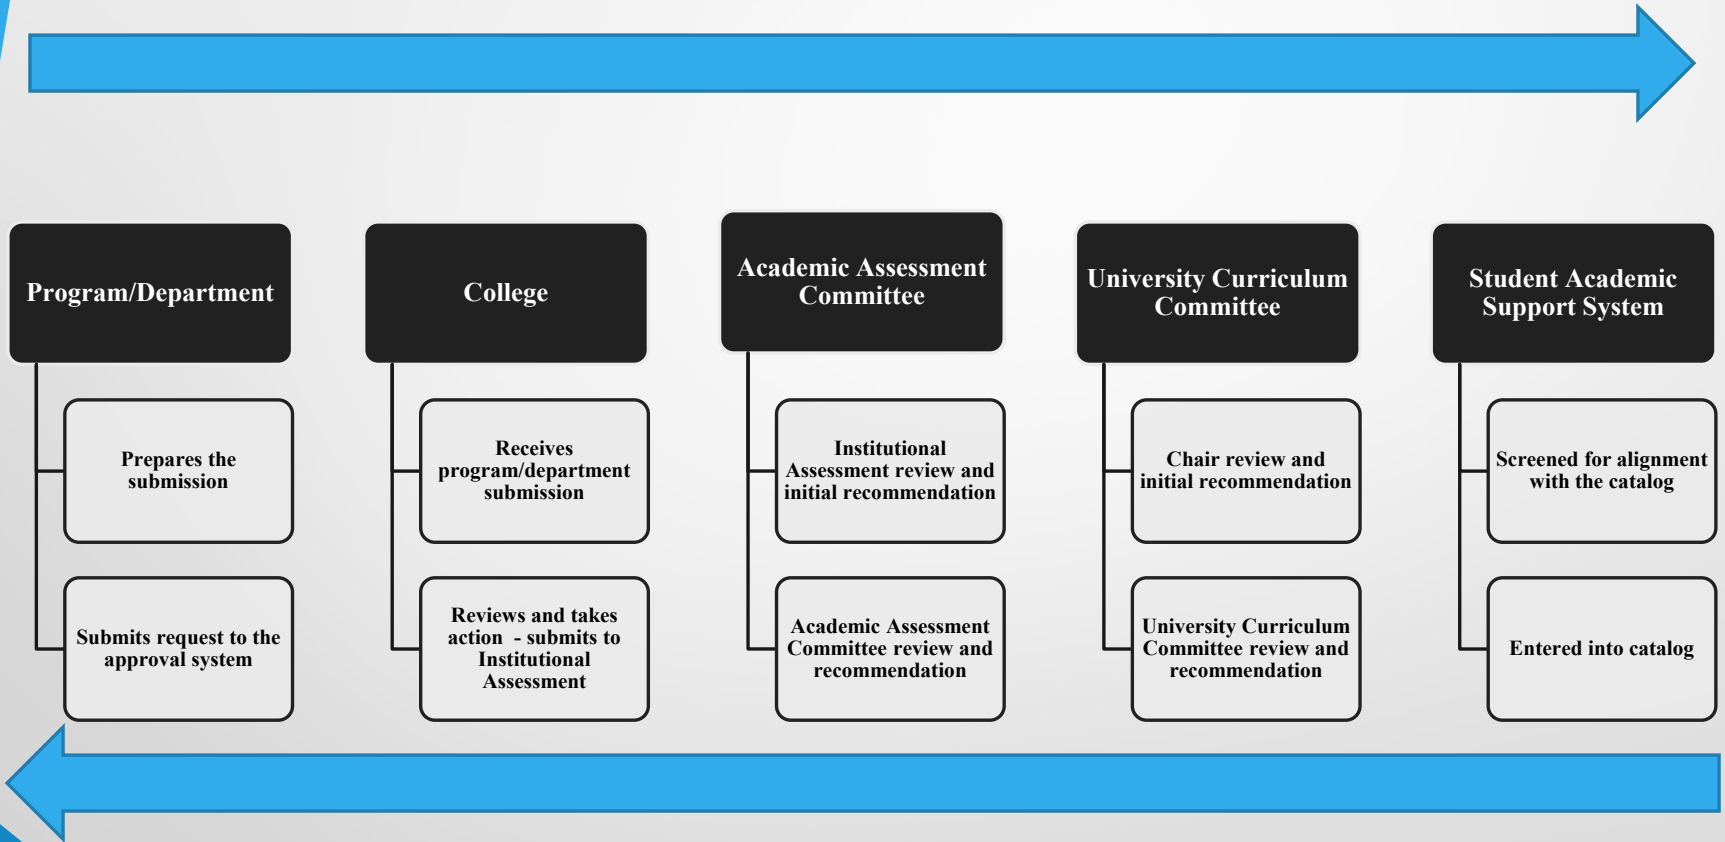 Program/Department
Prepares the
submission
Submits request to the
approval system
College
Receives
program/department
submission
Reviews and takes
action  - submits to
Institutional
Assessment
Academic Assessment
Committee
Institutional
Assessment review and
initial recommendation
Academic Assessment
Committee review and
recommendation
University Curriculum
Committee
Chair review and
initial recommendation
University Curriculum
Committee review and
recommendation
Student Academic
Support System
Screened for alignment
with the catalog
Entered into catalog